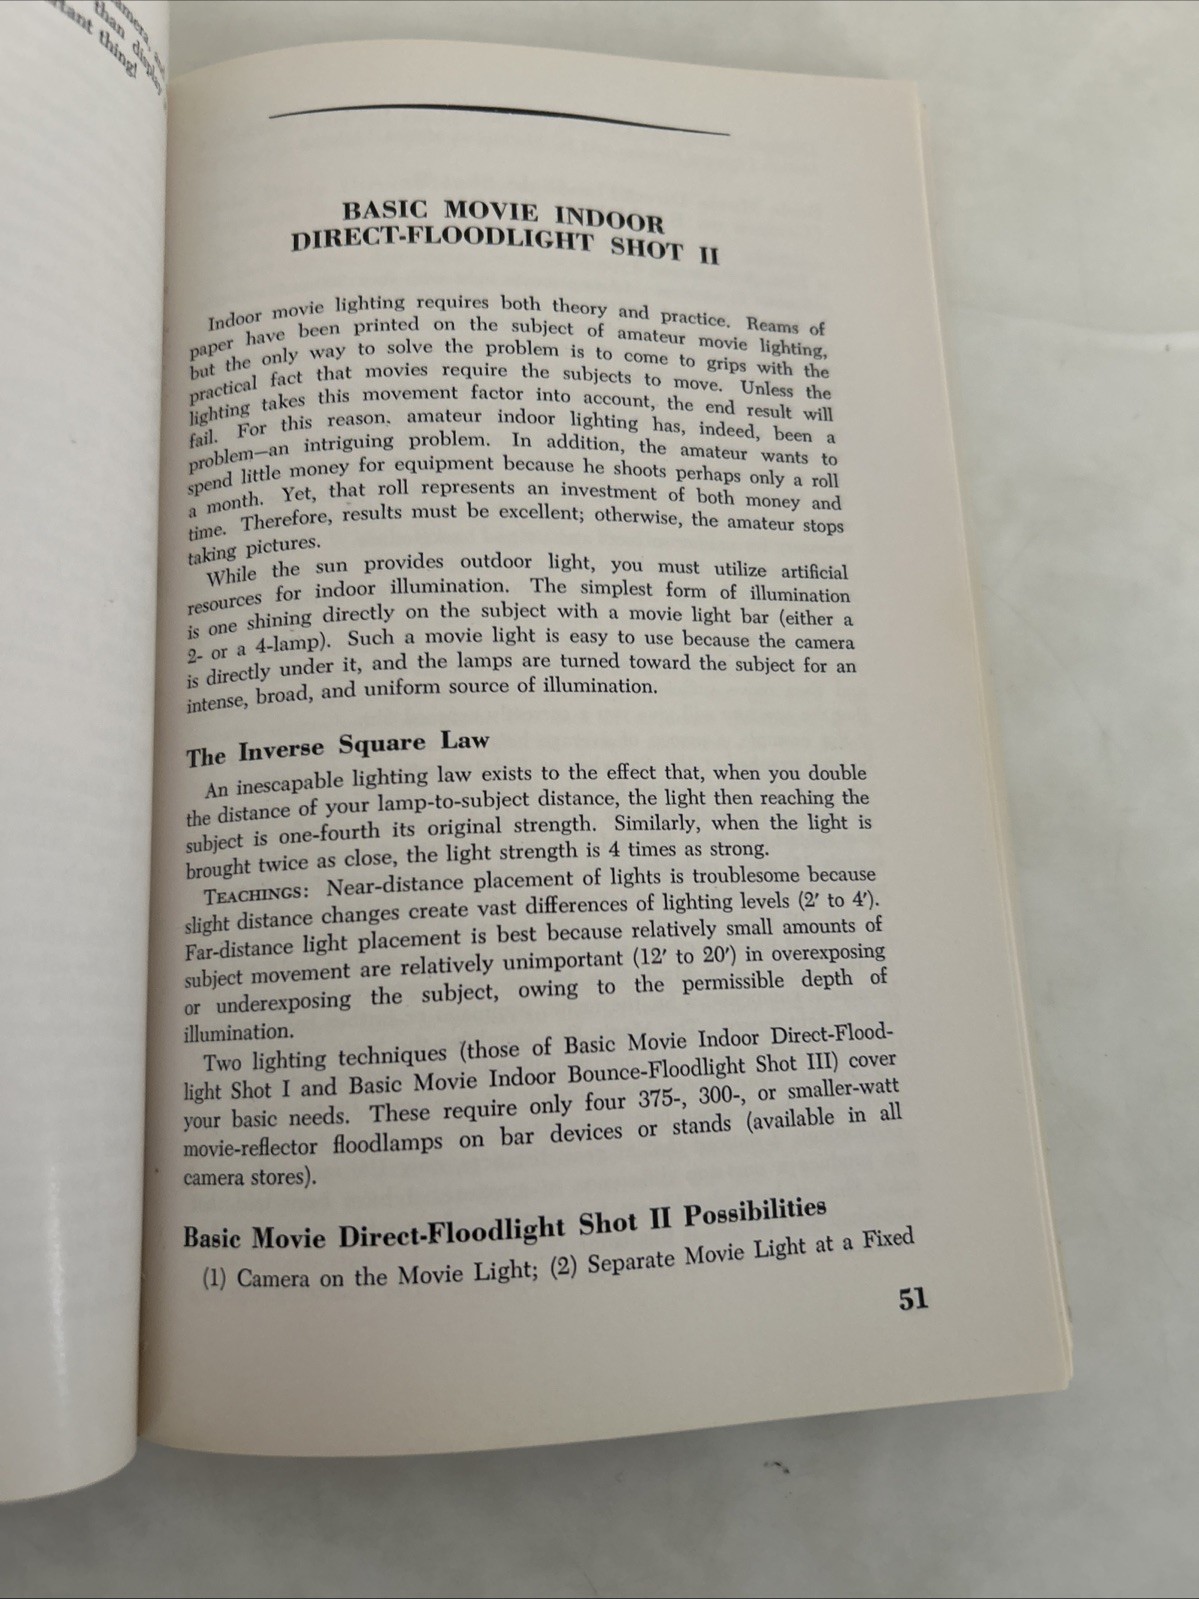 amera, and
than display
rtant thing!
BASIC MOVIE INDOOR
DIRECT-FLOODLIGHT SHOT II
Indoor movie lighting requires both theory and practice. Reams of
paper have been printed on the subject of amateur movie lighting,
but the only way to solve the problem is to come to grips with the
practical fact that movies require the subjects to move. Unless the
lighting takes this movement factor into account, the end result will
fail. For this reason, amateur indoor lighting has, indeed, been a
problem—an intriguing problem. In addition, the amateur wants to
spend little money for equipment because he shoots perhaps only a roll
a month. Yet, that roll represents an investment of both money and
time. Therefore, results must be excellent; otherwise, the amateur stops
taking pictures.
While the sun provides outdoor light, you must utilize artificial
resources for indoor illumination. The simplest form of illumination
is one shining directly on the subject with a movie light bar (either a
2- or a 4-lamp). Such a movie light is easy to use because the camera
is directly under it, and the lamps are turned toward the subject for an
intense, broad, and uniform source of illumination.
The Inverse Square Law
An inescapable lighting law exists to the effect that, when you double
the distance of your lamp-to-subject distance, the light then reaching the
subject is one-fourth its original strength. Similarly, when the light is
brought twice as close, the light strength is 4 times as strong.
TEACHINGS: Near-distance placement of lights is troublesome because
slight distance changes create vast differences of lighting levels (2′ to 4′).
Far-distance light placement is best because relatively small amounts of
subject movement are relatively unimportant (12′ to 20′) in overexposing
or underexposing the subject, owing to the permissible depth of
illumination.
Two lighting techniques (those of Basic Movie Indoor Direct-Flood-
light Shot I and Basic Movie Indoor Bounce-Floodlight Shot III) cover
your basic needs. These require only four 375-, 300-, or smaller-watt
movie-reflector floodlamps on bar devices or stands (available in all
camera stores).
Basic Movie Direct-Floodlight Shot II Possibilities
(1) Camera on the Movie Light; (2) Separate Movie Light at a Fixed
51